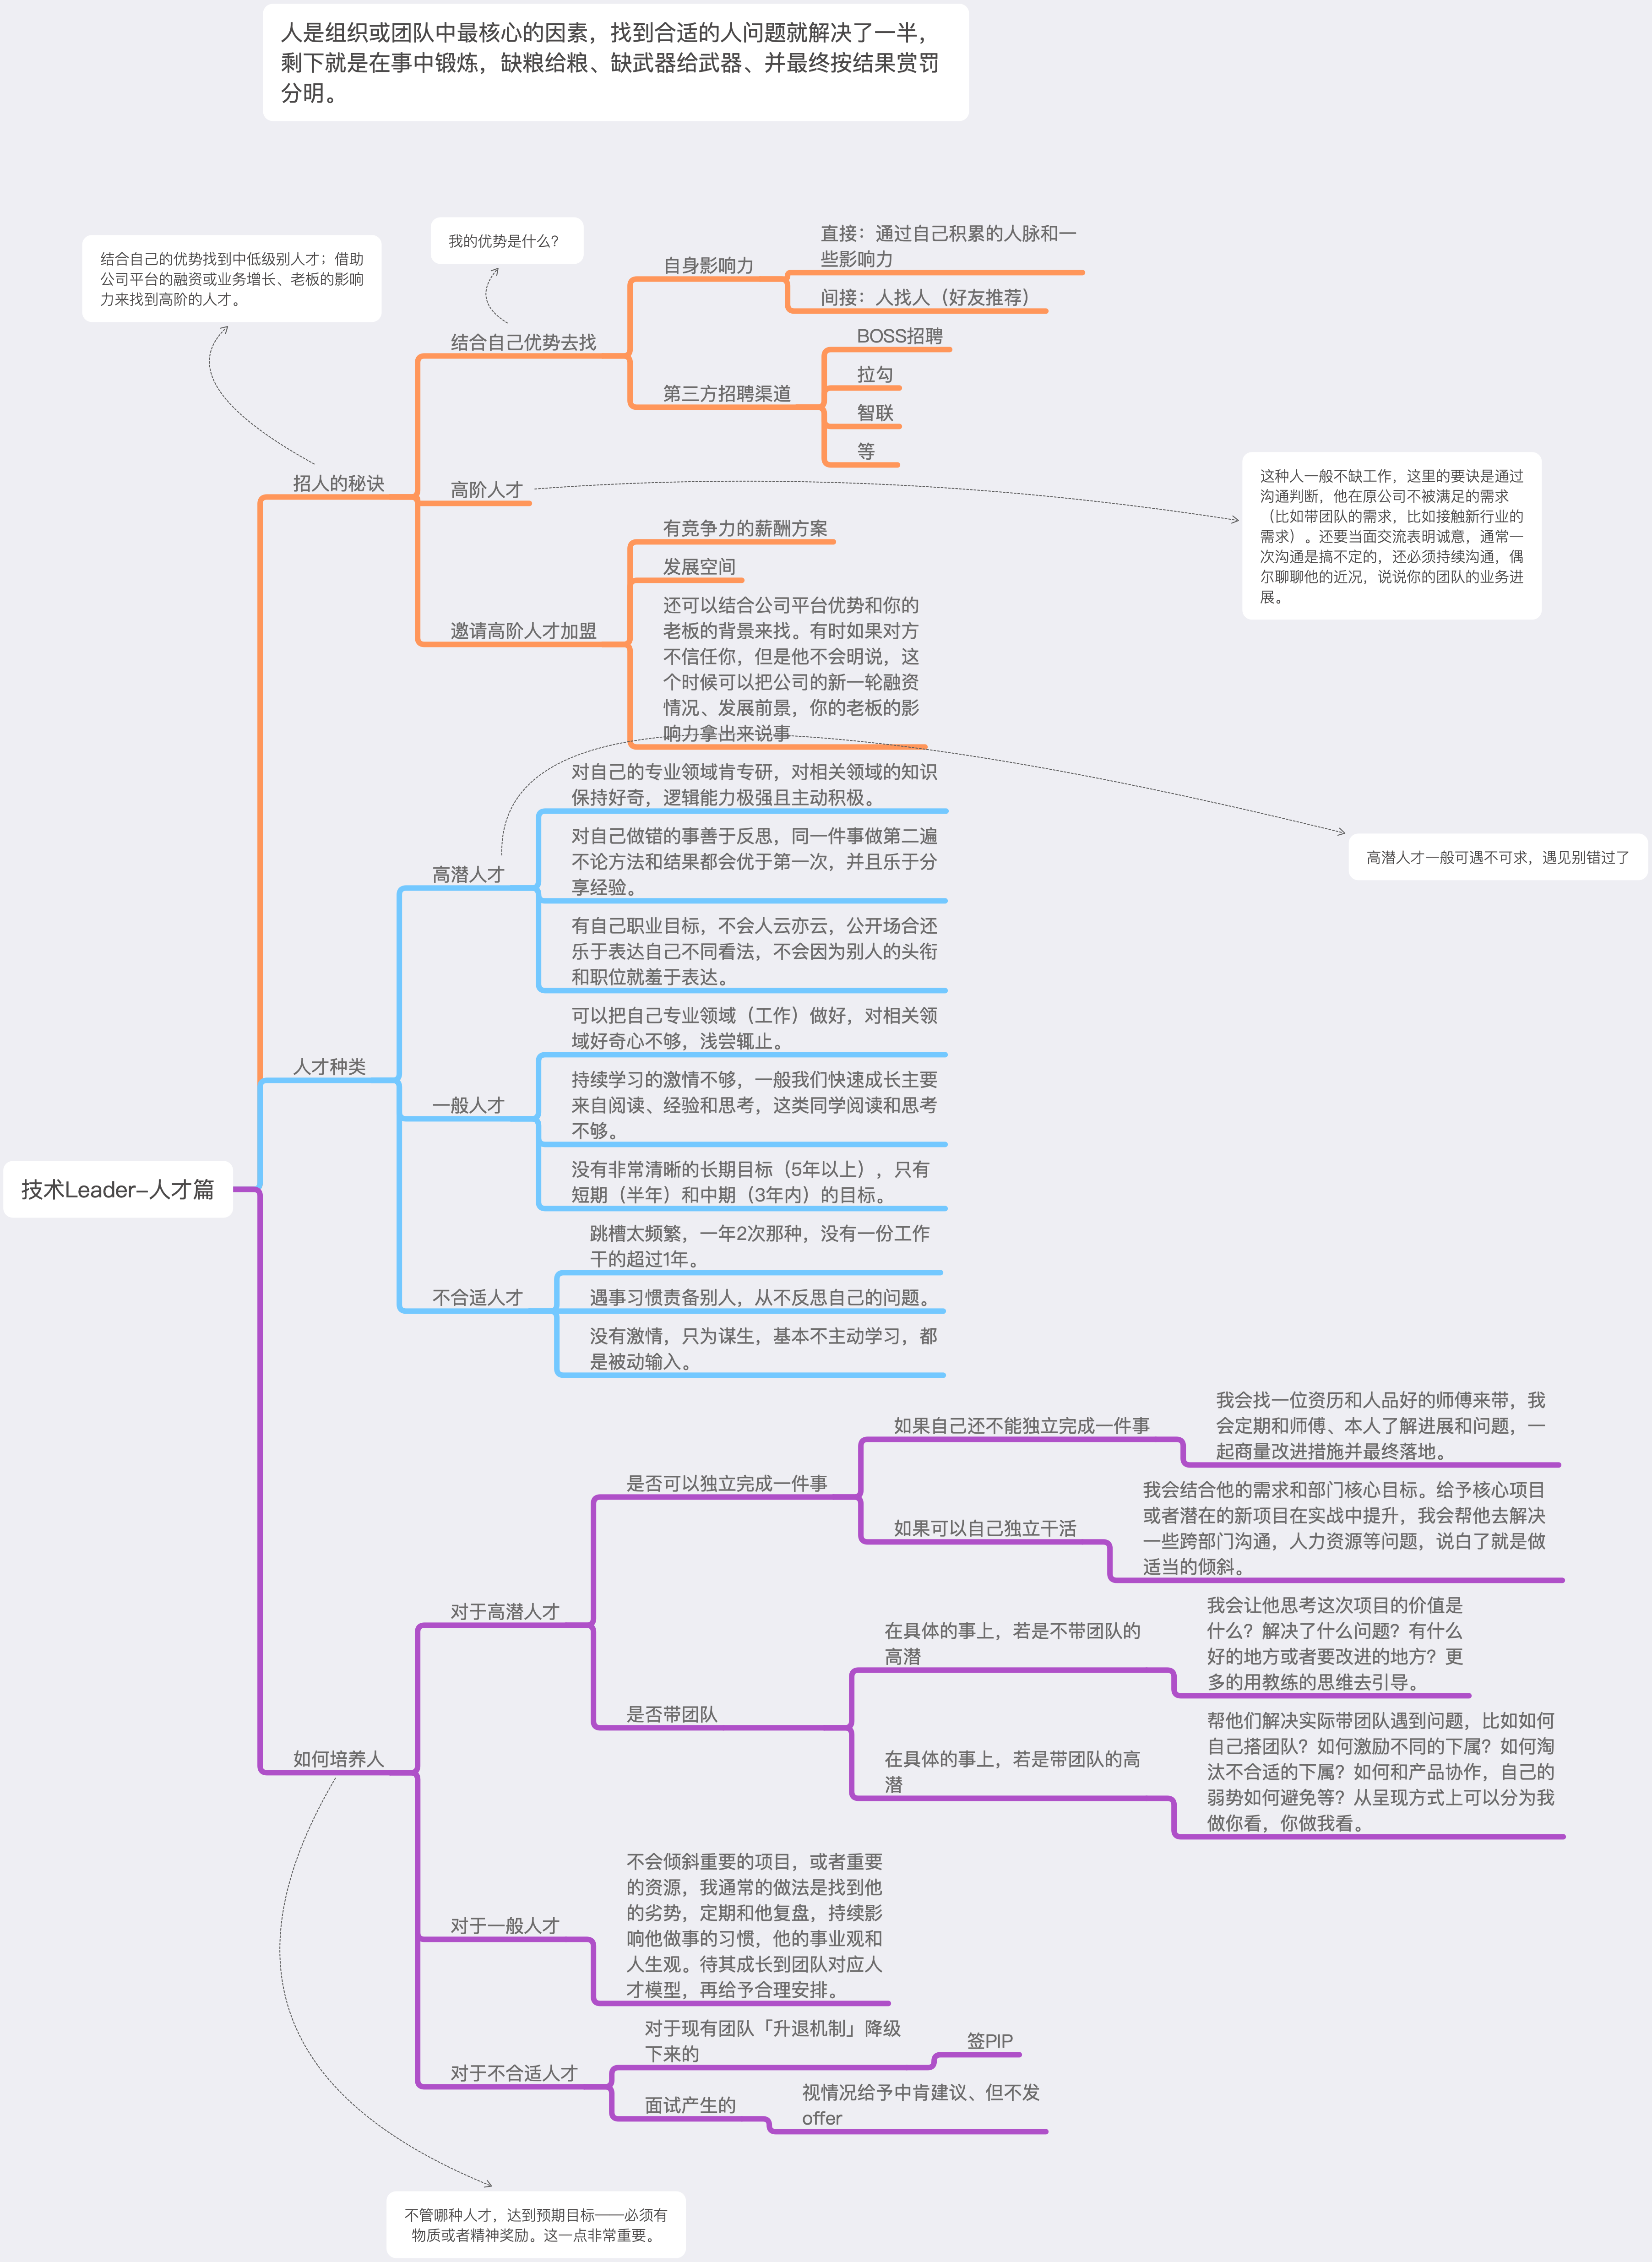 人是组织或团队中最核心的因素，找到合适的人问题就解决了一半，
剩下就是在事中锻炼，缺粮给粮、缺武器给武器、并最终按结果赏罚
分明。
我的优势是什么？
结合自己的优势找到中低级别人才；借助
公司平台的融资或业务增长、老板的影响
力来找到高阶的人才。
技术Leader-人才篇
招人的秘诀
结合自己优势去找
自身影响力
直接：通过自己积累的人脉和一
些影响力
间接：人找人（好友推荐）
第三方招聘渠道
BOSS招聘
拉勾
智联
等
高阶人才
这种人一般不缺工作，这里的要诀是通过
沟通判断，他在原公司不被满足的需求
（比如带团队的需求，比如接触新行业的
需求）。还要当面交流表明诚意，通常一
次沟通是搞不定的，还必须持续沟通，偶
尔聊聊他的近况，说说你的团队的业务进
展。
邀请高阶人才加盟
有竞争力的薪酬方案
发展空间
还可以结合公司平台优势和你的
老板的背景来找。有时如果对方
不信任你，但是他不会明说，这
个时候可以把公司的新一轮融资
情况、发展前景，你的老板的影
响力拿出来说事
人才种类
高潜人才
对自己的专业领域肯专研，对相关领域的知识
保持好奇，逻辑能力极强且主动积极。
对自己做错的事善于反思，同一件事做第二遍
不论方法和结果都会优于第一次，并且乐于分
享经验。
有自己职业目标，不会人云亦云，公开场合还
乐于表达自己不同看法，不会因为别人的头衔
和职位就羞于表达。
高潜人才一般可遇不可求，遇见别错过了
一般人才
可以把自己专业领域（工作）做好，对相关领
域好奇心不够，浅尝辄止。
持续学习的激情不够，一般我们快速成长主要
来自阅读、经验和思考，这类同学阅读和思考
不够。
没有非常清晰的长期目标（5年以上），只有
短期（半年）和中期（3年内）的目标。
不合适人才
跳槽太频繁，一年2次那种，没有一份工作
干的超过1年。
遇事习惯责备别人，从不反思自己的问题。
没有激情，只为谋生，基本不主动学习，都
是被动输入。
如何培养人
对于高潜人才
是否可以独立完成一件事
如果自己还不能独立完成一件事
我会找一位资历和人品好的师傅来带，我
会定期和师傅、本人了解进展和问题，一
起商量改进措施并最终落地。
如果可以自己独立干活
我会结合他的需求和部门核心目标。给予核心项目
或者潜在的新项目在实战中提升，我会帮他去解决
一些跨部门沟通，人力资源等问题，说白了就是做
适当的倾斜。
是否带团队
在具体的事上，若是不带团队的
高潜
我会让他思考这次项目的价值是
什么？解决了什么问题？有什么
好的地方或者要改进的地方？更
多的用教练的思维去引导。
在具体的事上，若是带团队的高
潜
帮他们解决实际带团队遇到问题，比如如何
自己搭团队？如何激励不同的下属？如何淘
汰不合适的下属？如何和产品协作，自己的
弱势如何避免等？从呈现方式上可以分为我
做你看，你做我看。
对于一般人才
不会倾斜重要的项目，或者重要
的资源，我通常的做法是找到他
的劣势，定期和他复盘，持续影
响他做事的习惯，他的事业观和
人生观。待其成长到团队对应人
才模型，再给予合理安排。
对于不合适人才
对于现有团队「升退机制」降级
下来的
签PIP
面试产生的
视情况给予中肯建议、但不发
offer
不管哪种人才，达到预期目标——必须有
物质或者精神奖励。这一点非常重要。